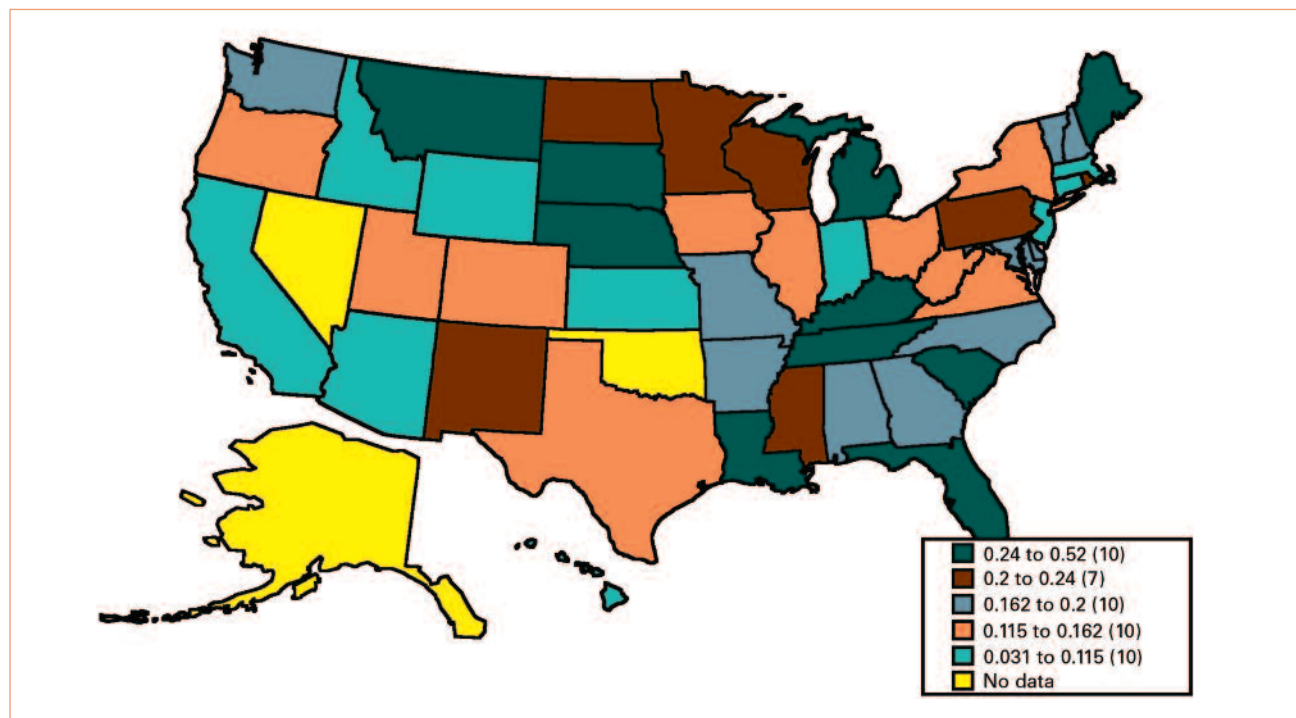 0.24 to 0.52 (10)
0.2 to 0.24 (7)
0.162 to 0.2 (10)
0.115 to 0.162 (10)
0.031 to 0.115 (10)
No data